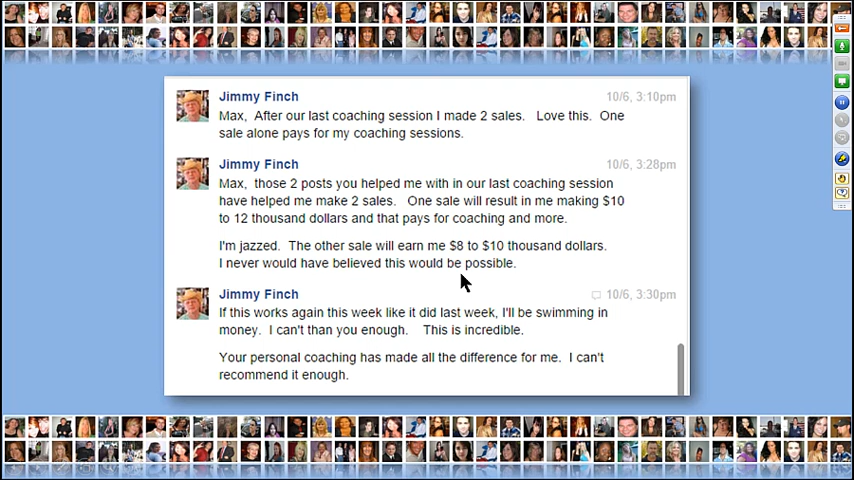 Jimmy Finch 10/6, 3:10pm
Max, After our last coaching session I made 2 sales. Love this. One
sale alone pays for my coaching sessions.
Jimmy Finch 10/6, 3:28pm
Max, those 2 posts you helped me with in our last coaching session
have helped me make 2 sales. One sale will result in me making $10
to 12 thousand dollars and that pays for coaching and more.
I'm jazzed. The other sale will earn me $8 to $10 thousand dollars.
I never would have believed this would be possible.
Jimmy Finch 10/6, 3:30pm
If this works again this week like it did last week, I'll be swimming in
money. I can't than you enough. This is incredible.
Your personal coaching has made all the difference for me. I can't
recommend it enough.